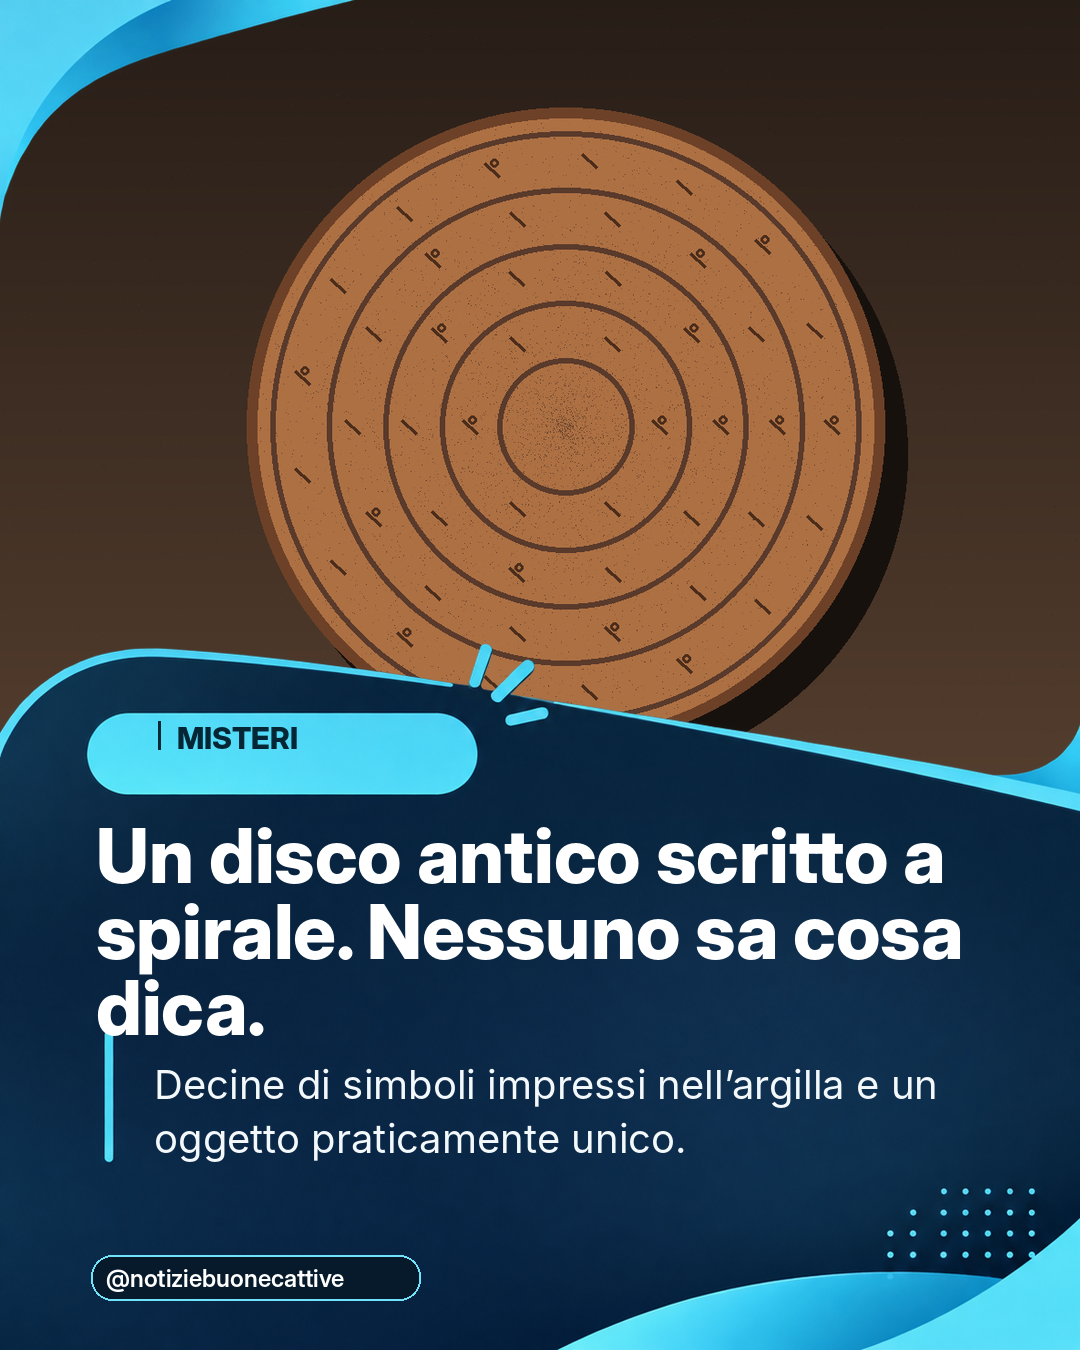 MISTERI
Un disco antico scritto a
spirale. Nessuno sa cosa
dica.
Decine di simboli impressi nell’argilla e un
oggetto praticamente unico.
@notiziebuonecattive